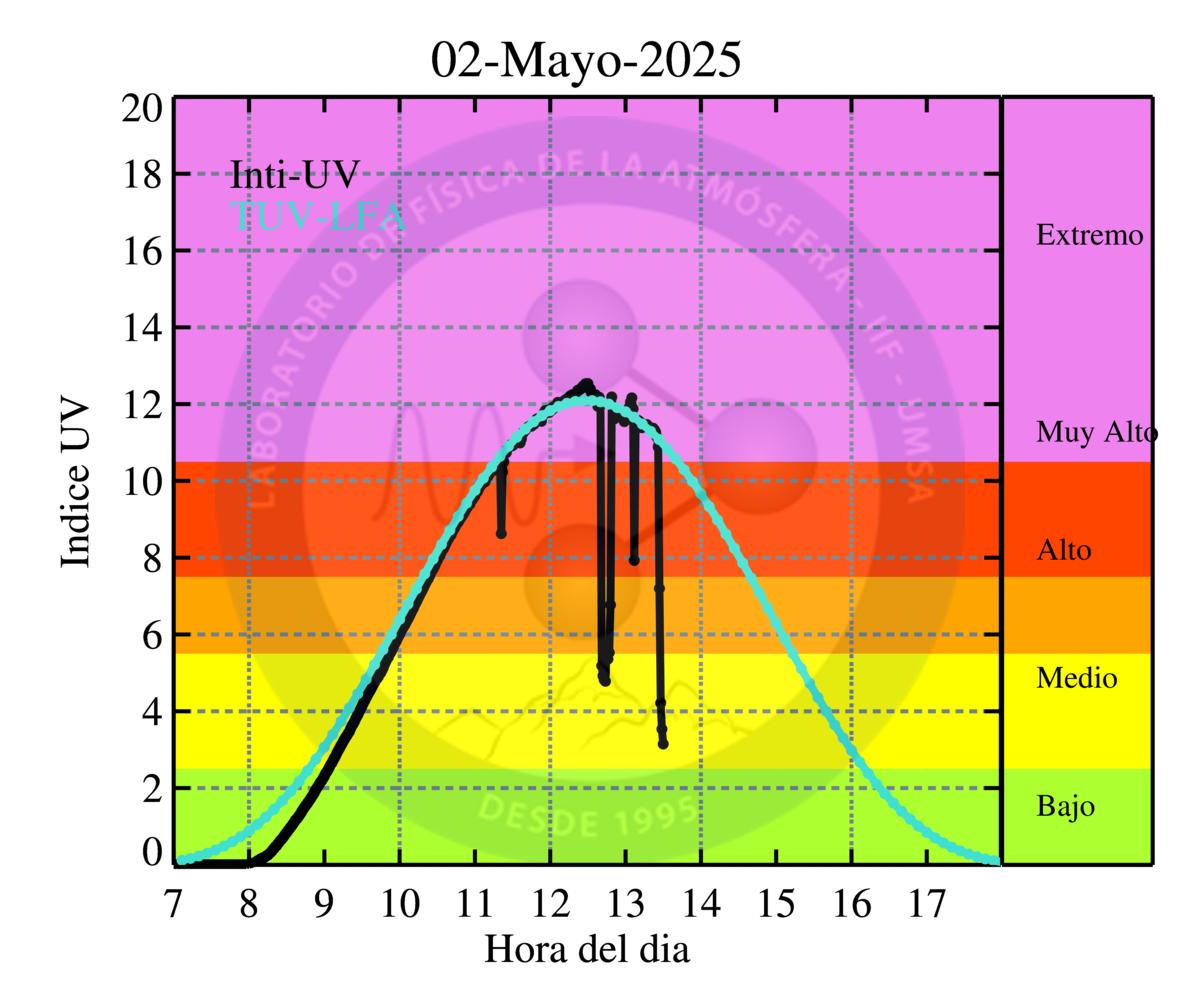 02-Mayo-2025
Indice UV
20
18
16
14
12
10
8
6
4
2
0
Inti-UV
TUV-LFA
LABORATORIO DE FÍSICA DE LA ATMÓSFERA - IIF - UMSA
DESDE 1995
Extremo
Muy Alto
Alto
Medio
Bajo
7 8 9 10 11 12 13 14 15 16 17
Hora del dia